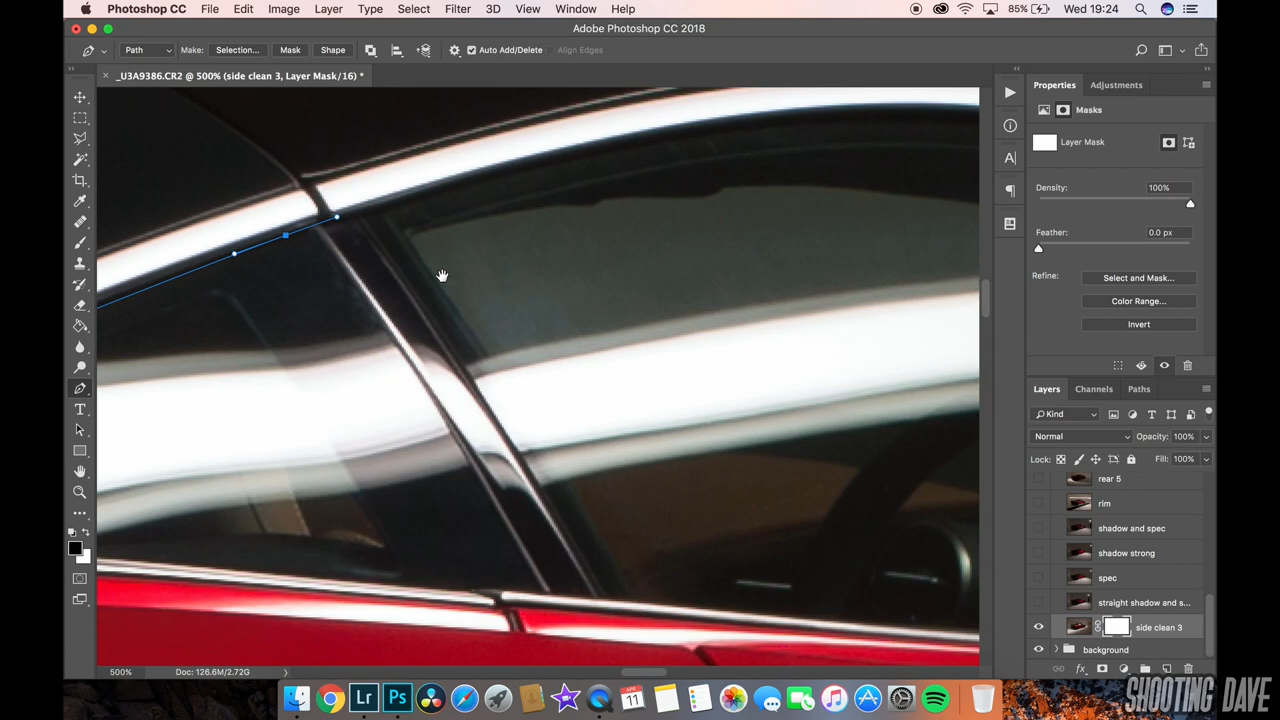 Photoshop CC File Edit Image Layer Type Select Filter 3D View Window Help 85% Wed 19:24
Adobe Photoshop CC 2018
Path Make: Selection... Mask Shape Auto Add/Delete Align Edges
_U3A9386.CR2 @ 500% (side clean 3, Layer Mask/16) *
Properties Adjustments
Masks
Layer Mask
Density: 100%
Feather: 0.0 px
Refine: Select and Mask...
Color Range...
Invert
Layers Channels Paths
Kind
Normal Opacity: 100%
Lock: Fill: 100%
rear 5
rim
shadow and spec
shadow strong
spec
straight shadow and s...
side clean 3
background
500% Doc: 126.6M/2.72G
Lr Ps
APR
11
SHOOTING DAVE